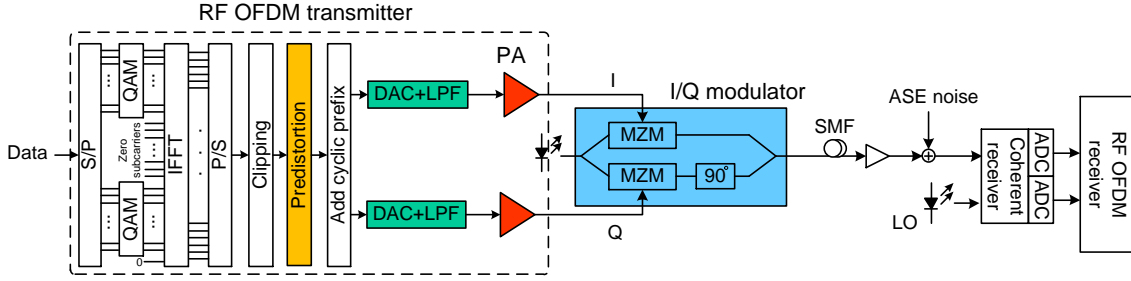 RF OFDM transmitter
Data
S/P
QAM
QAM
Zero
subcarriers
0
IFFT
P/S
Clipping
Predistortion
Add cyclic prefix
DAC+LPF
DAC+LPF
PA
I
Q
I/Q modulator
MZM
MZM
90°
SMF
ASE noise
LO
Coherent
receiver
ADC
ADC
RF OFDM
receiver